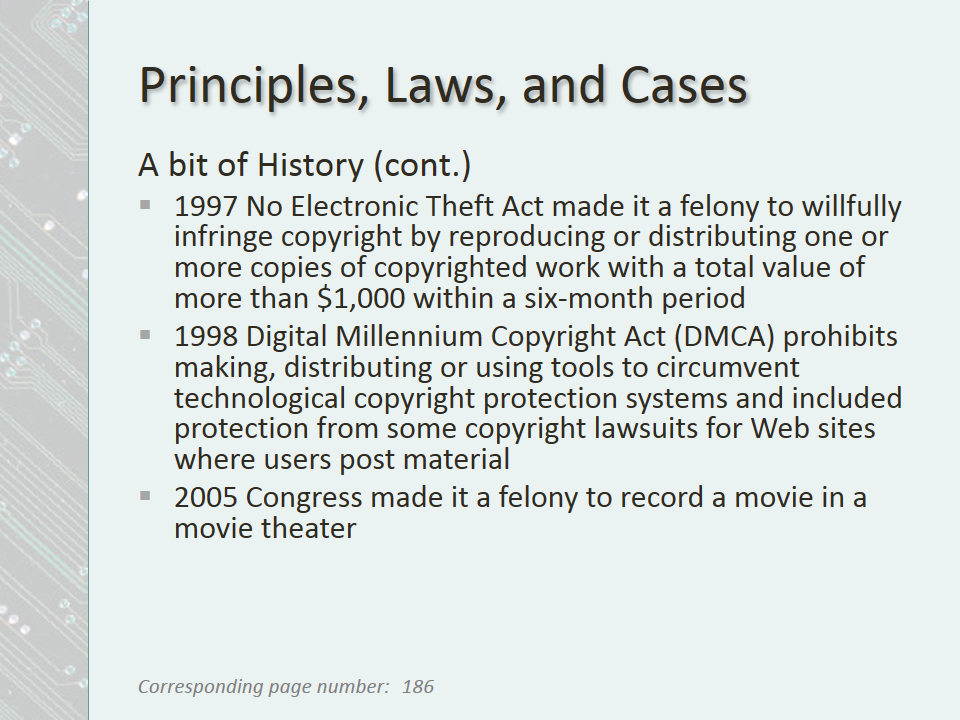 Principles, Laws, and Cases
A bit of History (cont.)
▪ 1997 No Electronic Theft Act made it a felony to willfully
infringe copyright by reproducing or distributing one or
more copies of copyrighted work with a total value of
more than $1,000 within a six-month period
▪ 1998 Digital Millennium Copyright Act (DMCA) prohibits
making, distributing or using tools to circumvent
technological copyright protection systems and included
protection from some copyright lawsuits for Web sites
where users post material
▪ 2005 Congress made it a felony to record a movie in a
movie theater
Corresponding page number: 186